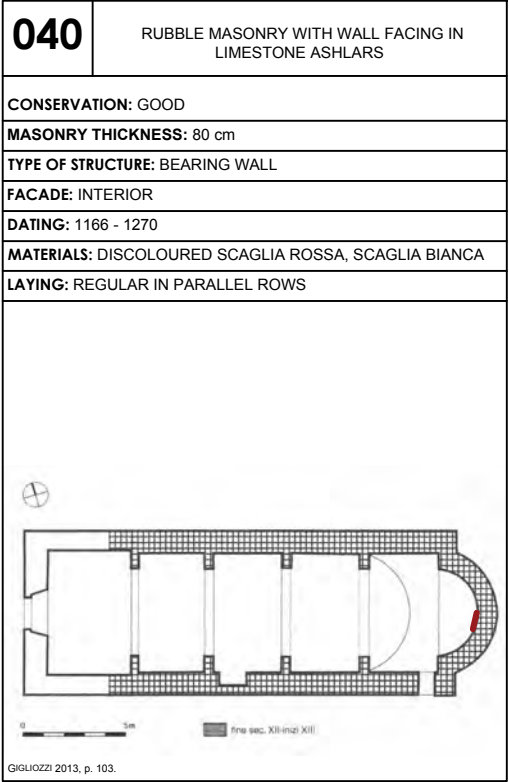 040
RUBBLE MASONRY WITH WALL FACING IN
LIMESTONE ASHLARS
CONSERVATION: GOOD
MASONRY THICKNESS: 80 cm
TYPE OF STRUCTURE: BEARING WALL
FACADE: INTERIOR
DATING: 1166 - 1270
MATERIALS: DISCOLOURED SCAGLIA ROSSA, SCAGLIA BIANCA
LAYING: REGULAR IN PARALLEL ROWS
0 5m
fine sec. XII-inizi XIII
GIGLIOZZI 2013, p. 103.